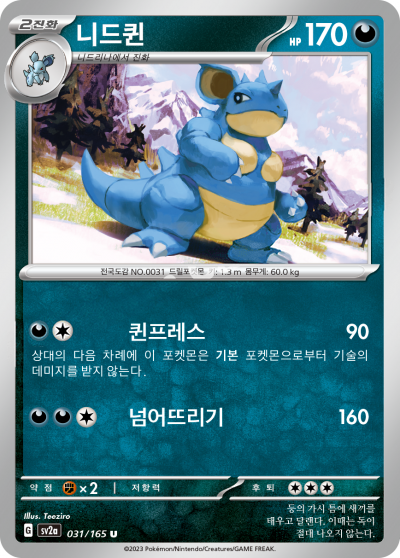 2진화
니드퀸
HP 170
니드리나에서 진화
전국도감 NO.0031 드릴포켓몬 키: 1.3 m 몸무게: 60.0 kg
퀸프레스 90
상대의 다음 차례에 이 포켓몬은 기본 포켓몬으로부터 기술의
데미지를 받지 않는다.
넘어뜨리기 160
약 점 ×2 저항력 후 퇴
Illus. Teeziro
G sv2a 031/165 U
등의 가시 틈에 새끼를
태우고 달랜다. 이때는 독이
절대 나오지 않는다.
©2023 Pokémon/Nintendo/Creatures/GAME FREAK.